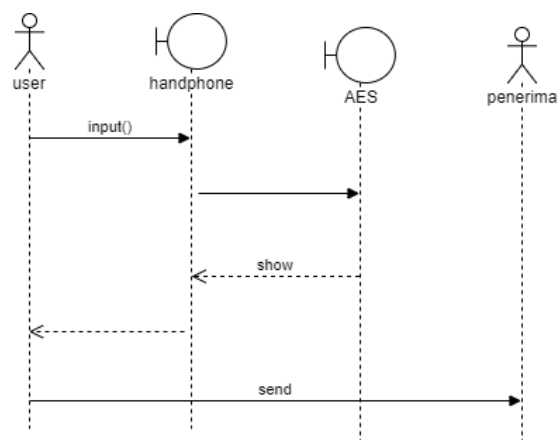 user
handphone
AES
penerima
input()
show
send